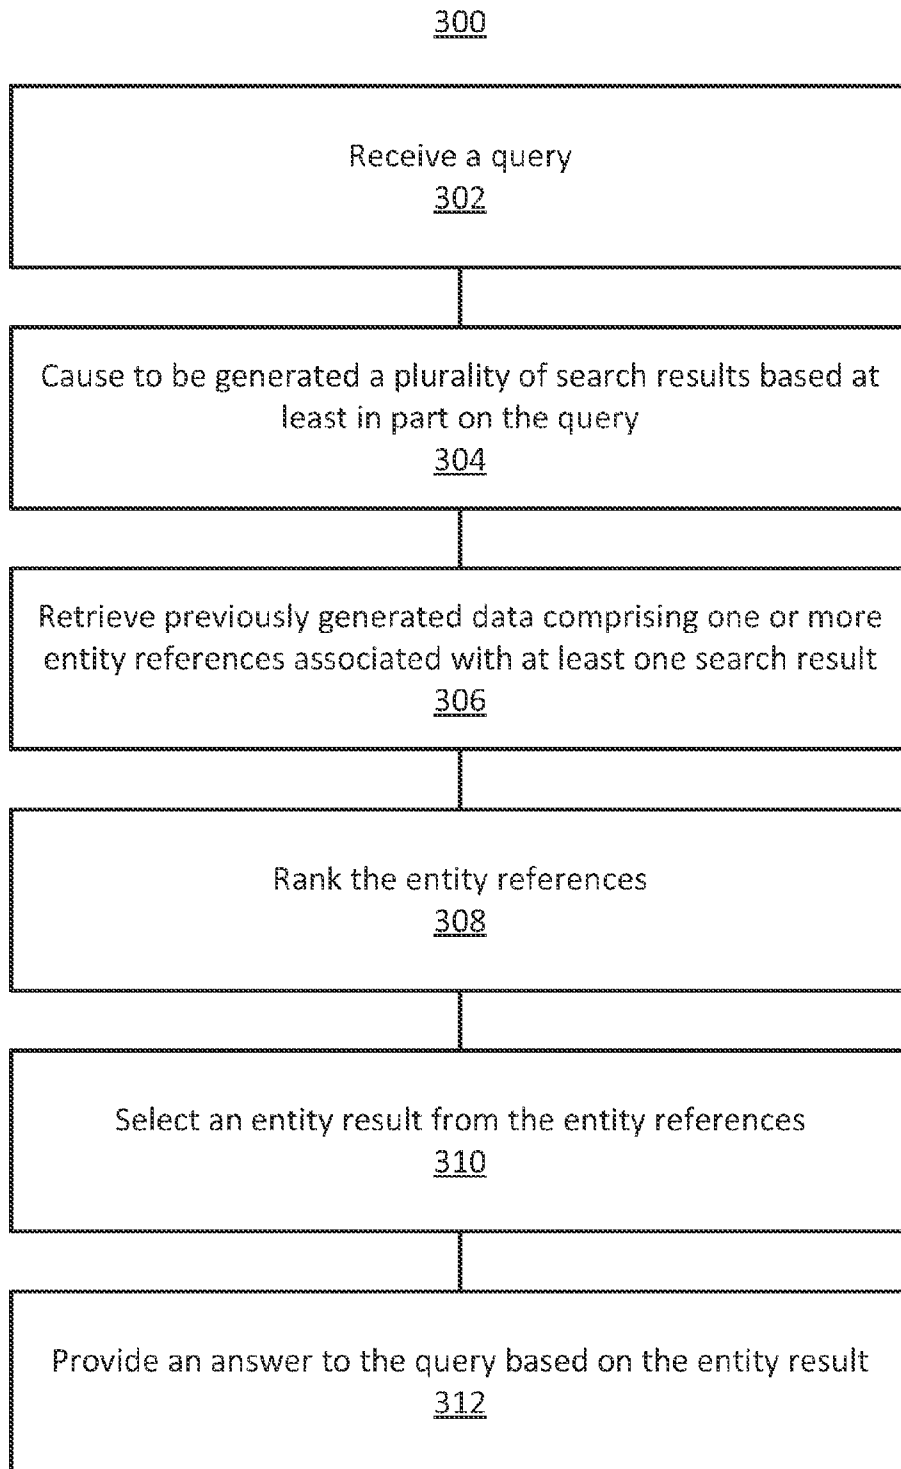 300
Receive a query
302
Cause to be generated a plurality of search results based at
least in part on the query
304
Retrieve previously generated data comprising one or more
entity references associated with at least one search result
306
Rank the entity references
308
Select an entity result from the entity references
310
Provide an answer to the query based on the entity result
312